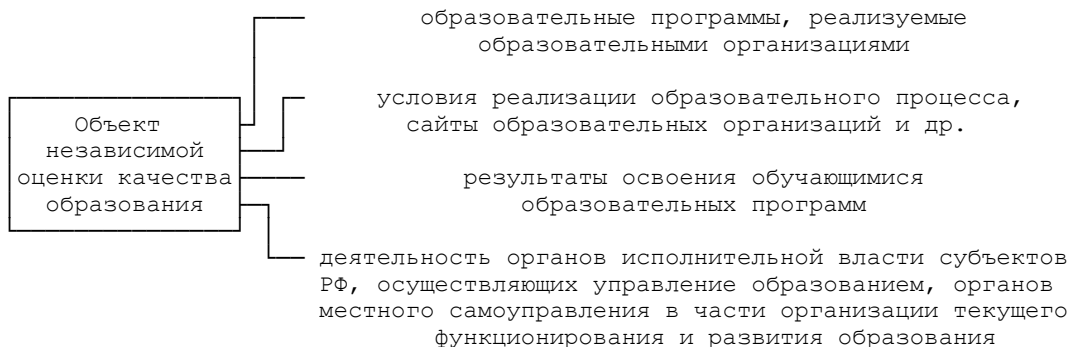 образовательные программы, реализуемые
образовательными организациями
условия реализации образовательного процесса,
сайты образовательных организаций и др.
Объект
независимой
оценки качества
образования
результаты освоения обучающимися
образовательных программ
деятельность органов исполнительной власти субъектов
РФ, осуществляющих управление образованием, органов
местного самоуправления в части организации текущего
функционирования и развития образования